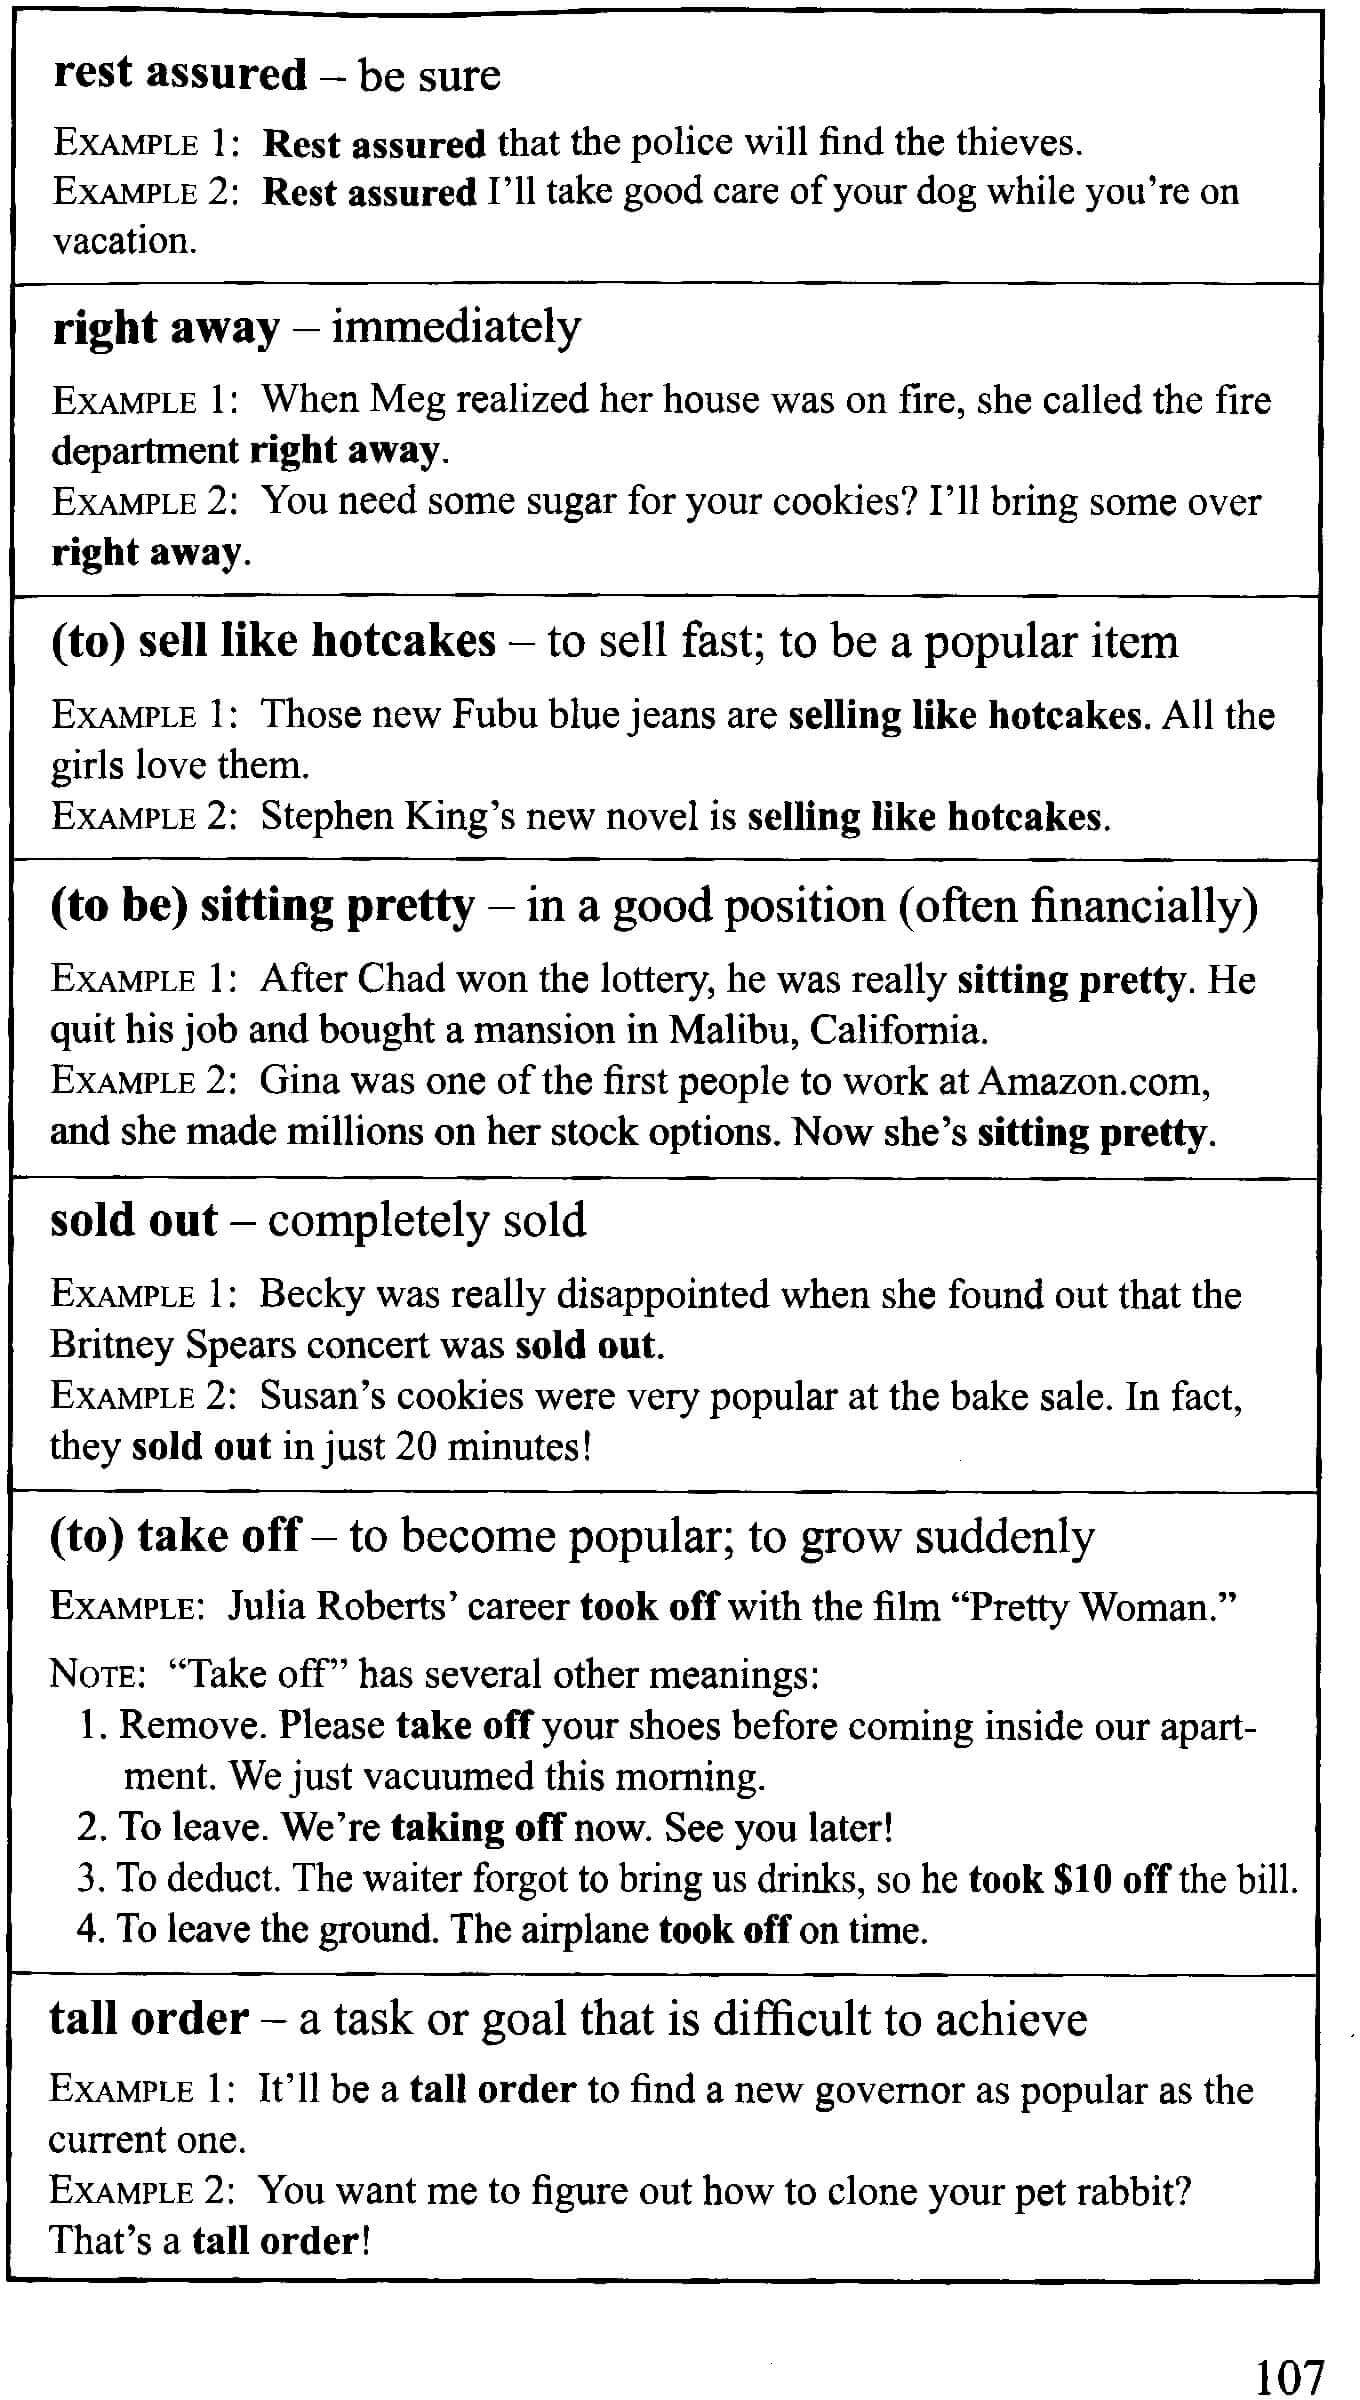 rest assured – be sure
EXAMPLE 1: Rest assured that the police will find the thieves.
EXAMPLE 2: Rest assured I'll take good care of your dog while you're on
vacation.
right away – immediately
EXAMPLE 1: When Meg realized her house was on fire, she called the fire
department right away.
EXAMPLE 2: You need some sugar for your cookies? I'll bring some over
right away.
(to) sell like hotcakes – to sell fast; to be a popular item
EXAMPLE 1: Those new Fubu blue jeans are selling like hotcakes. All the
girls love them.
EXAMPLE 2: Stephen King's new novel is selling like hotcakes.
(to be) sitting pretty – in a good position (often financially)
EXAMPLE 1: After Chad won the lottery, he was really sitting pretty. He
quit his job and bought a mansion in Malibu, California.
EXAMPLE 2: Gina was one of the first people to work at Amazon.com,
and she made millions on her stock options. Now she's sitting pretty.
sold out – completely sold
EXAMPLE 1: Becky was really disappointed when she found out that the
Britney Spears concert was sold out.
EXAMPLE 2: Susan's cookies were very popular at the bake sale. In fact,
they sold out in just 20 minutes!
(to) take off – to become popular; to grow suddenly
EXAMPLE: Julia Roberts' career took off with the film “Pretty Woman.”
NOTE: “Take off” has several other meanings:
1. Remove. Please take off your shoes before coming inside our apart-
ment. We just vacuumed this morning.
2. To leave. We're taking off now. See you later!
3. To deduct. The waiter forgot to bring us drinks, so he took $10 off the bill.
4. To leave the ground. The airplane took off on time.
tall order – a task or goal that is difficult to achieve
EXAMPLE 1: It'll be a tall order to find a new governor as popular as the
current one.
EXAMPLE 2: You want me to figure out how to clone your pet rabbit?
That's a tall order!
107